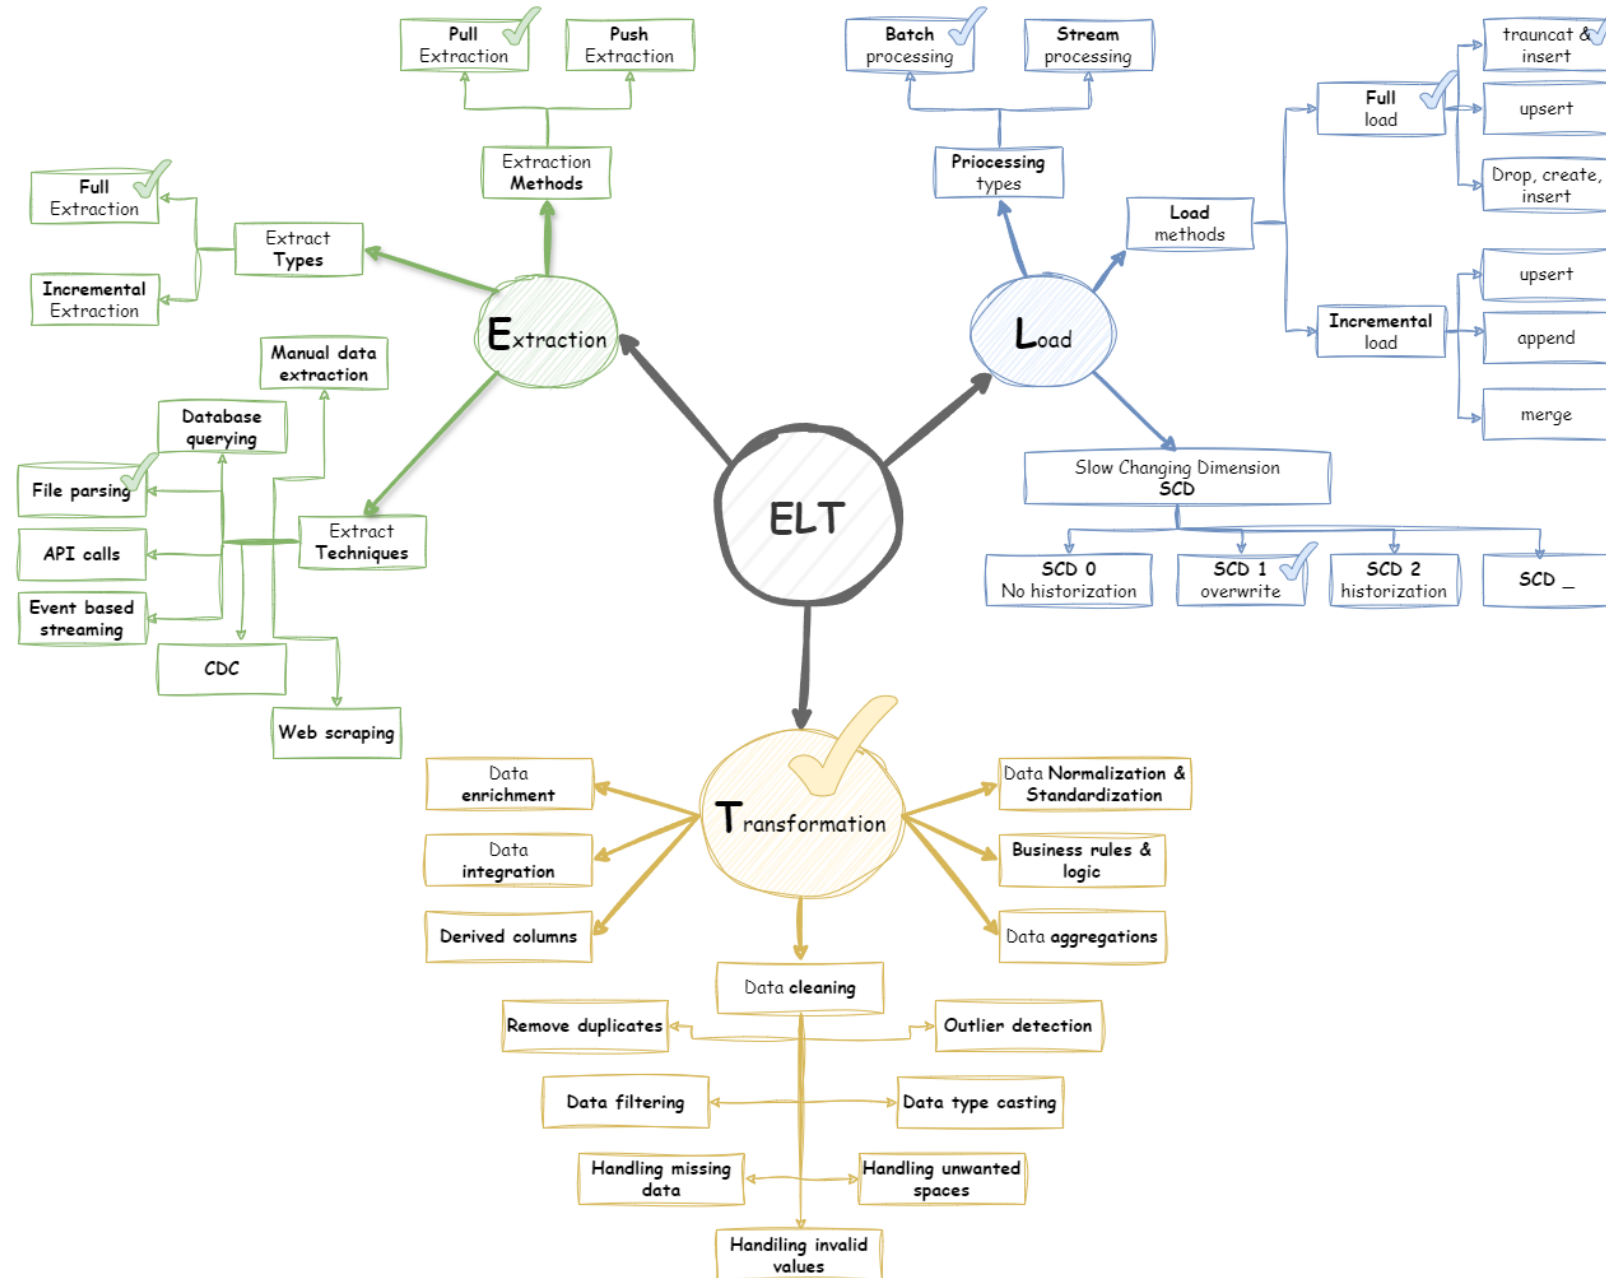 Pull
Extraction
Push
Extraction
Extraction
Methods
Full
Extraction
Extract
Types
Incremental
Extraction
Extraction
Manual data
extraction
Database
querying
File parsing
API calls
Extract
Techniques
Event based
streaming
CDC
Web scraping
Batch
processing
Stream
processing
Priocessing
types
Load
methods
Full
load
trauncat &
insert
upsert
Drop, create,
insert
Incremental
load
upsert
append
merge
Load
Slow Changing Dimension
SCD
SCD 0
No historization
SCD 1
overwrite
SCD 2
historization
SCD _
ELT
Transformation
Data
enrichment
Data
integration
Derived columns
Data Normalization &
Standardization
Business rules &
logic
Data aggregations
Data cleaning
Remove duplicates
Outlier detection
Data filtering
Data type casting
Handling missing
data
Handling unwanted
spaces
Handiling invalid
values